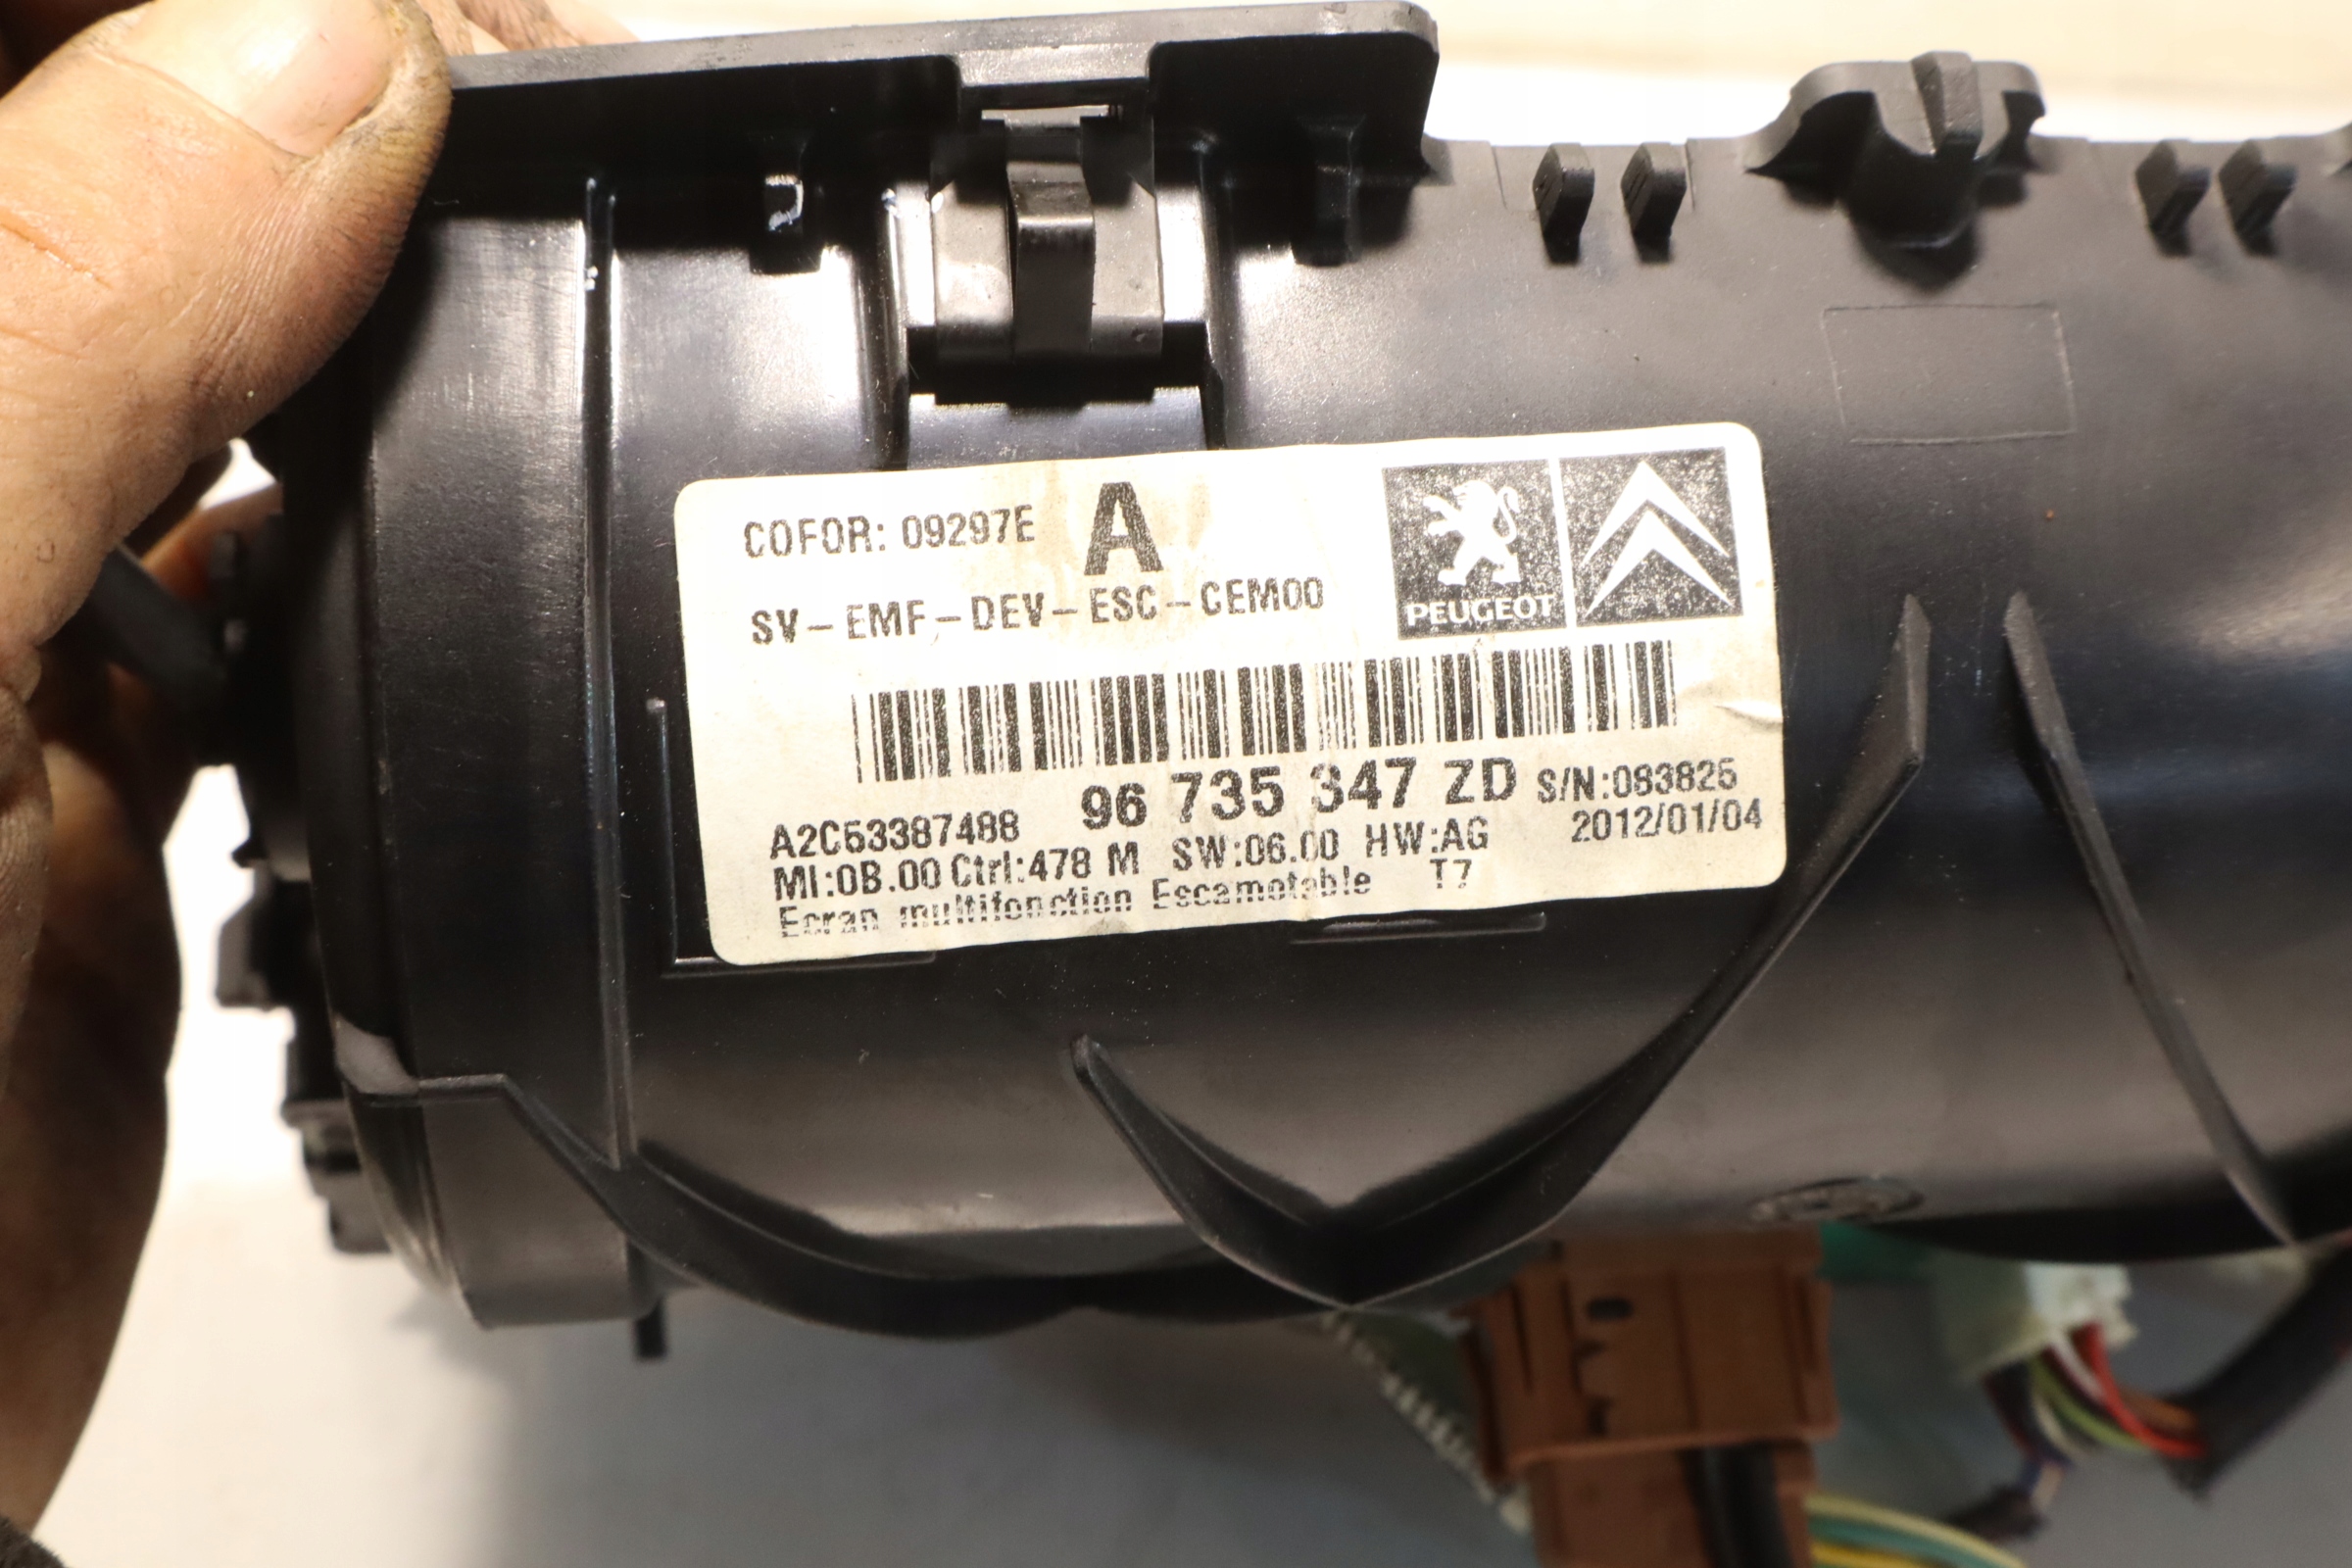 COFOR: 09297E A
PEUGEOT
SV-EMF-DEV-ESC-CEM00
96 735 347 ZD S/N:083825
A2C53387488 2012/01/04
MI:0B.00 Ctrl:478 M SW:06.00 HW:AG
Ecran multifonction Escamotable T7